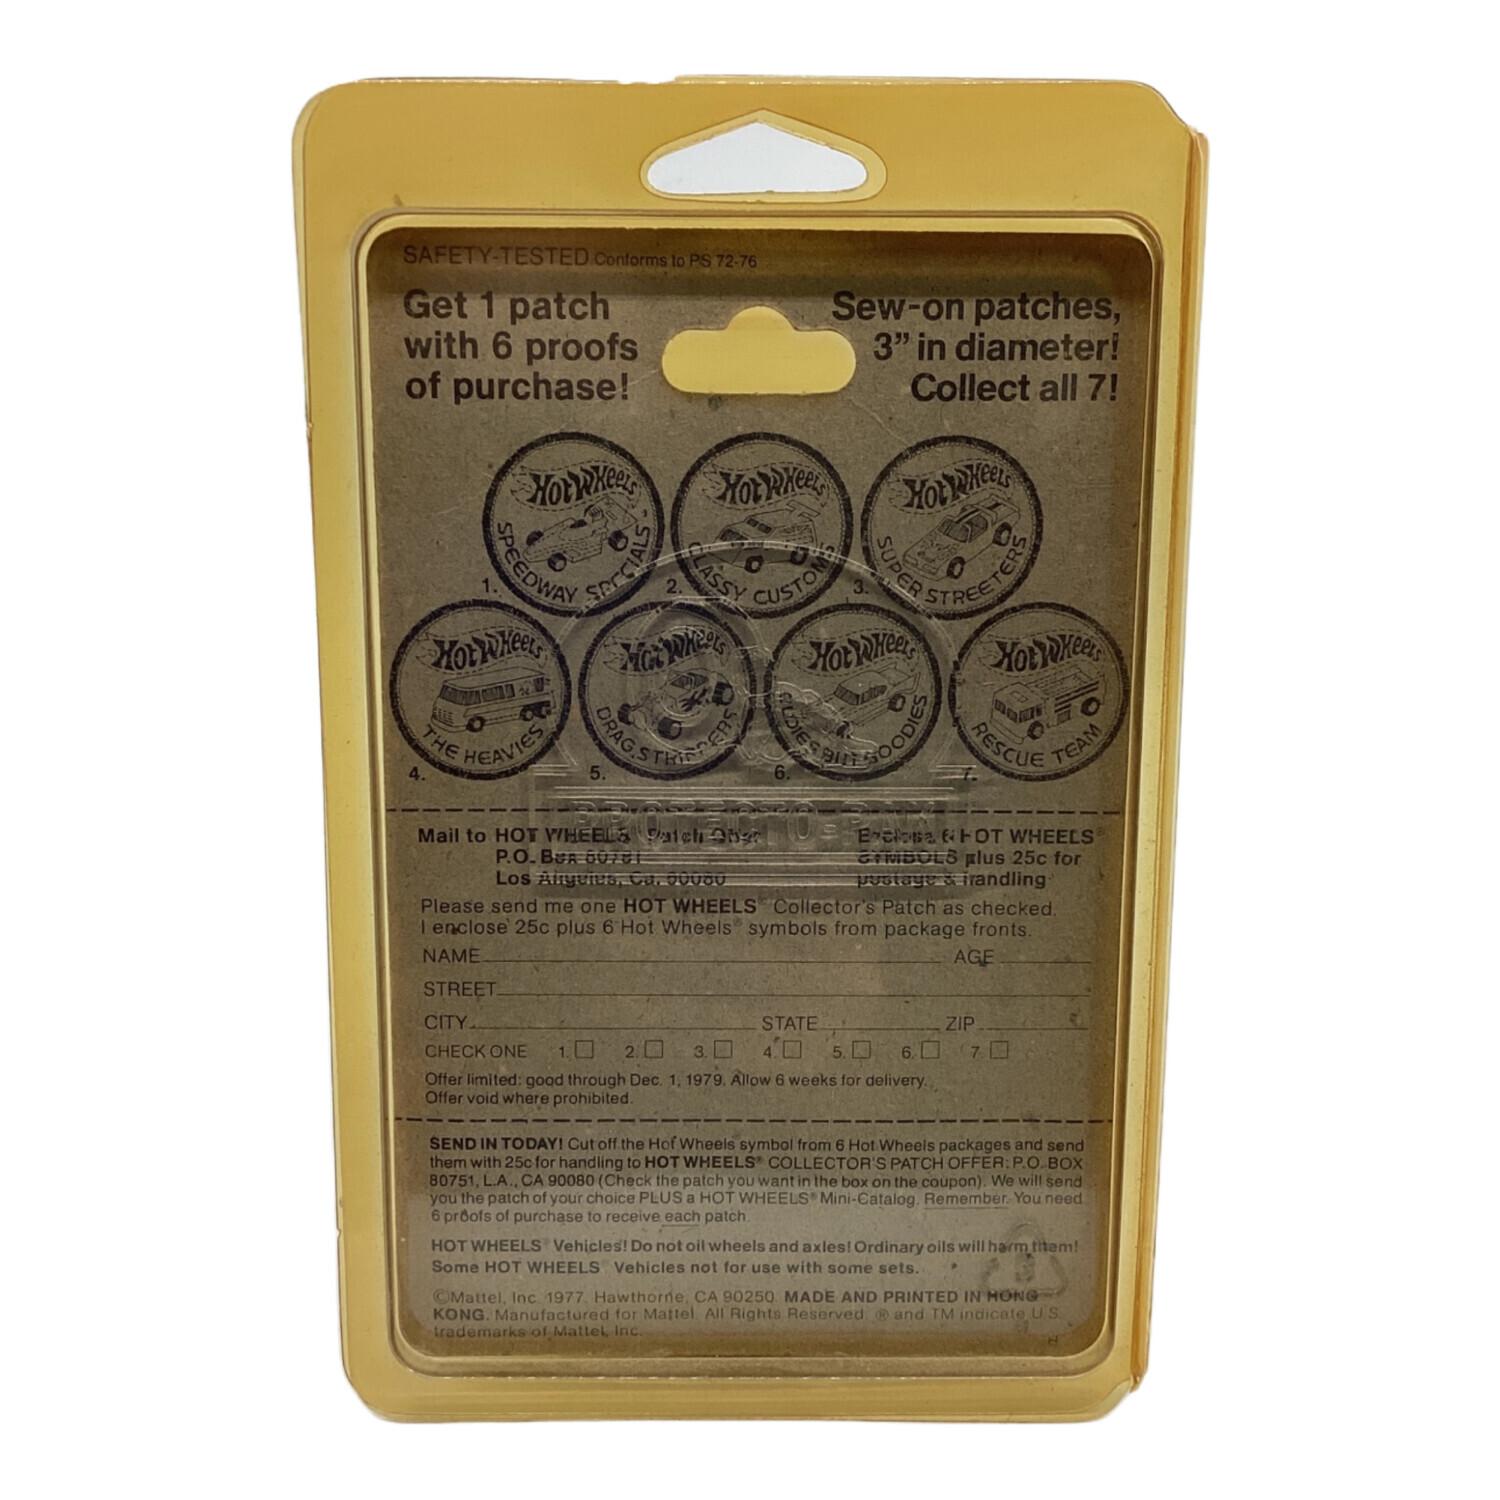 SAFETY-TESTED Conforms to PS 72-76
Get 1 patch
with 6 proofs
of purchase!
Sew-on patches,
3" in diameter!
Collect all 7!
HOT WHEELS
SPEEDWAY SPECIALS
1.
HOT WHEELS
CLASSY CUSTOMS
2.
HOT WHEELS
SUPER STREETERS
3.
HOT WHEELS
THE HEAVIES
4.
HOT WHEELS
DRAG STRIPPERS
5.
HOT WHEELS
OLDIES BUT GOODIES
6.
HOT WHEELS
RESCUE TEAM
7.
PROTECTO-PAK
Mail to HOT WHEELS Patch Offer
P.O. Box
Los Angeles, Ca. 90080
Enclose 6 HOT WHEELS®
SYMBOLS plus 25c for
postage & handling
Please send me one HOT WHEELS® Collector's Patch as checked.
I enclose 25c plus 6 Hot Wheels® symbols from package fronts.
NAME AGE
STREET
CITY STATE ZIP
CHECK ONE 1. 2. 3. 4. 5. 6. 7
Offer limited: good through Dec. 1, 1979. Allow 6 weeks for delivery.
Offer void where prohibited.
SEND IN TODAY! Cut off the Hot Wheels symbol from 6 Hot Wheels packages and send
them with 25c for handling to HOT WHEELS® COLLECTOR'S PATCH OFFER: P.O. BOX
80751, L.A., CA 90080 (Check the patch you want in the box on the coupon). We will send
you the patch of your choice PLUS a HOT WHEELS® Mini-Catalog. Remember. You need
6 proofs of purchase to receive each patch.
HOT WHEELS® Vehicles! Do not oil wheels and axles! Ordinary oils will harm them!
Some HOT WHEELS® Vehicles not for use with some sets.
©Mattel, Inc. 1977. Hawthorne, CA 90250. MADE AND PRINTED IN HONG
KONG. Manufactured for Mattel. All Rights Reserved. ® and TM indicate U.S.
trademarks of Mattel, Inc.
H